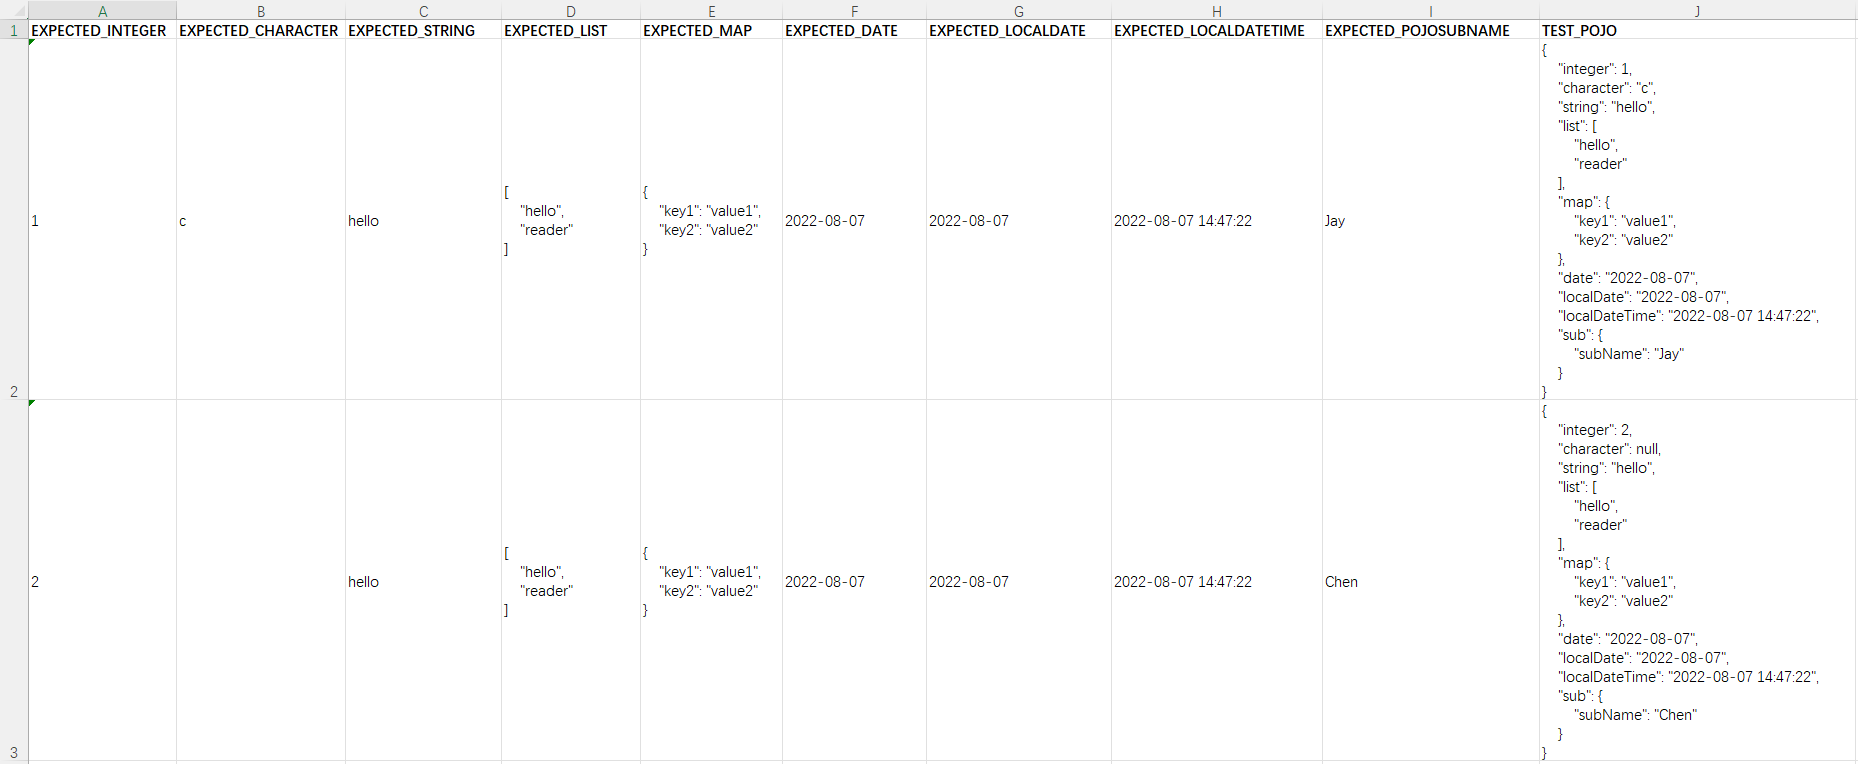 A B C D E F G H I J
1 EXPECTED_INTEGER EXPECTED_CHARACTER EXPECTED_STRING EXPECTED_LIST EXPECTED_MAP EXPECTED_DATE EXPECTED_LOCALDATE EXPECTED_LOCALDATETIME EXPECTED_POJOSUBNAME TEST_POJO
2
1
c
hello
[
"hello",
"reader"
]
{
"key1": "value1",
"key2": "value2"
}
2022-08-07
2022-08-07
2022-08-07 14:47:22
Jay
{
"integer": 1,
"character": "c",
"string": "hello",
"list": [
"hello",
"reader"
],
"map": {
"key1": "value1",
"key2": "value2"
},
"date": "2022-08-07",
"localDate": "2022-08-07",
"localDateTime": "2022-08-07 14:47:22",
"sub": {
"subName": "Jay"
}
}
3
2
hello
[
"hello",
"reader"
]
{
"key1": "value1",
"key2": "value2"
}
2022-08-07
2022-08-07
2022-08-07 14:47:22
Chen
{
"integer": 2,
"character": null,
"string": "hello",
"list": [
"hello",
"reader"
],
"map": {
"key1": "value1",
"key2": "value2"
},
"date": "2022-08-07",
"localDate": "2022-08-07",
"localDateTime": "2022-08-07 14:47:22",
"sub": {
"subName": "Chen"
}
}